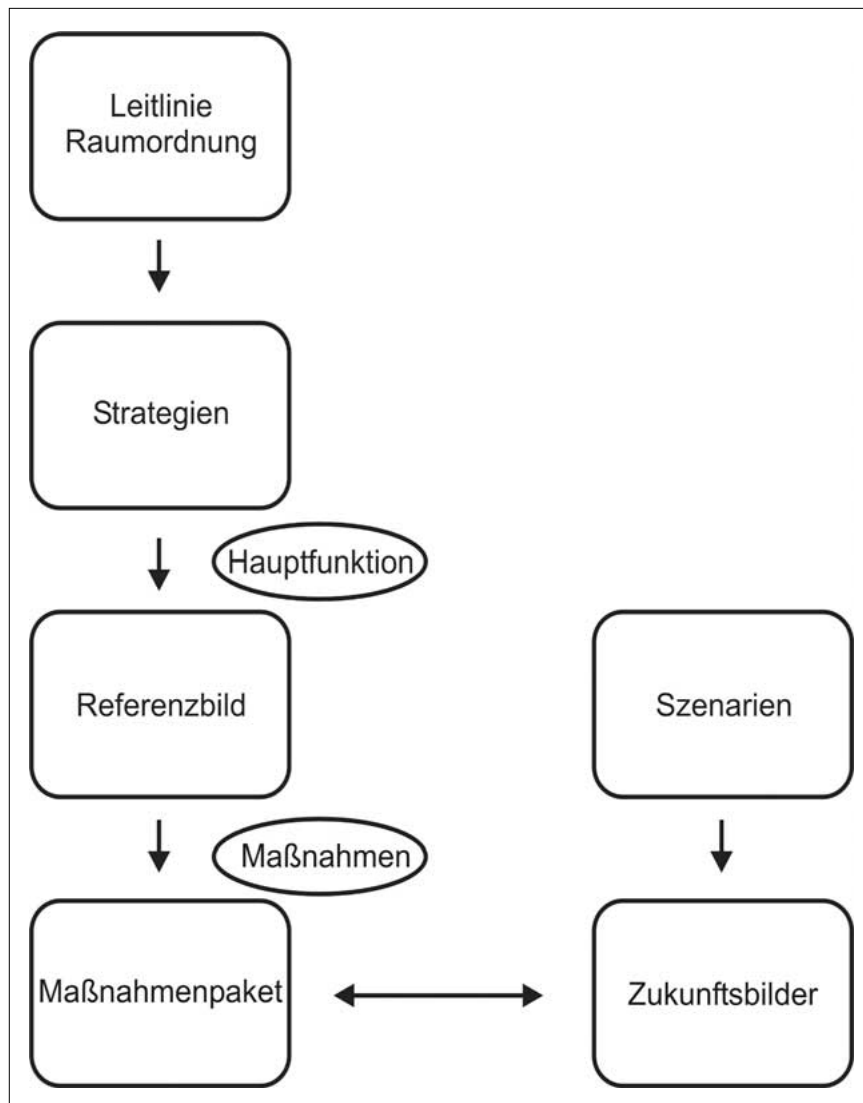 Leitlinie
Raumordnung
Strategien
Hauptfunktion
Referenzbild
Szenarien
Maßnahmen
Maßnahmenpaket
Zukunftsbilder